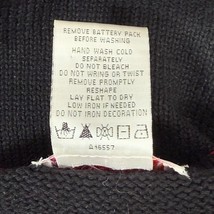 REMOVE BATTERY PACK
BEFORE WASHING
HAND WASH COLD
SEPARATELY
DO NOT BLEACH
DO NOT WRING OR TWIST
REMOVE PROMPTLY
RESHAPE
LAY FLAT TO DRY
LOW IRON IF NEEDED
DO NOT IRON DECORATION
A16557